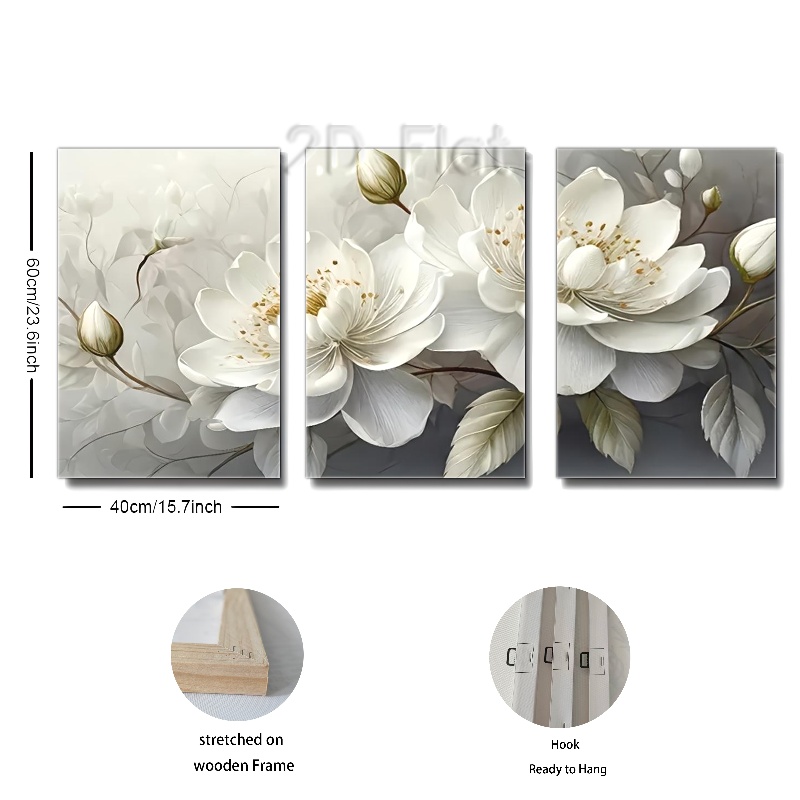 2D Flat
60cm/23.6inch
40cm/15.7inch
stretched on
wooden Frame
Hook
Ready to Hang